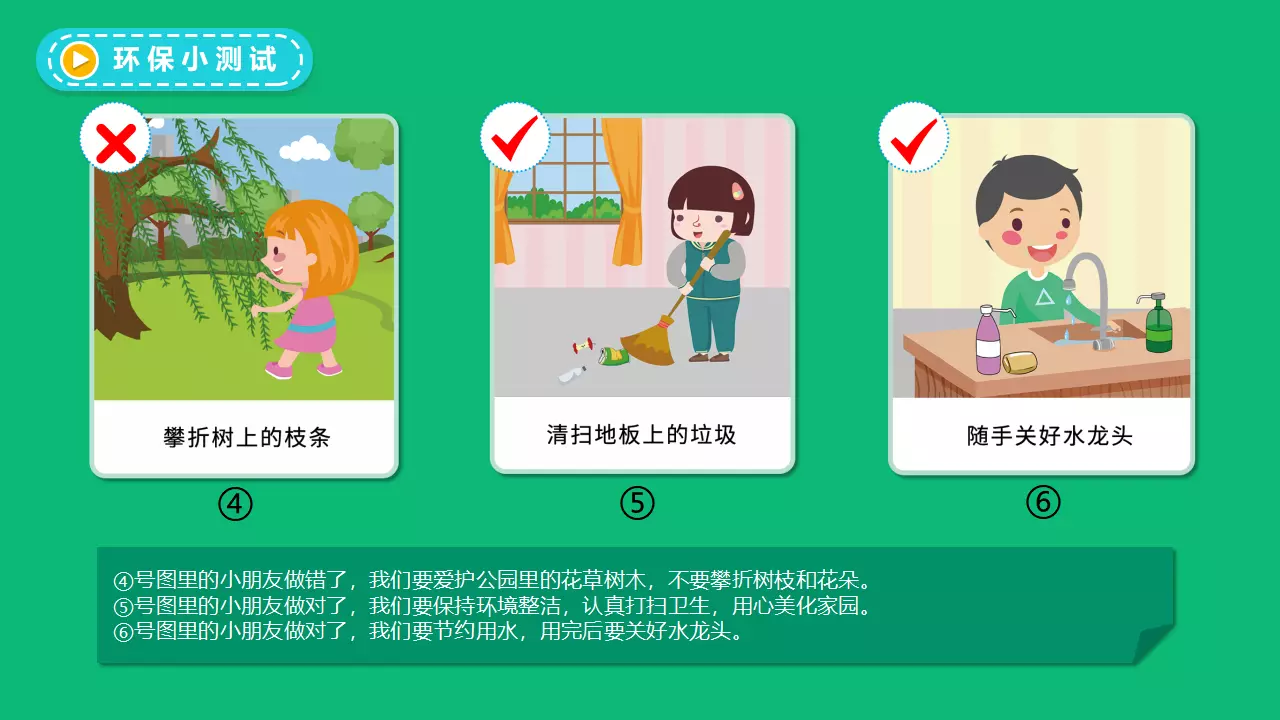 环保小测试
攀折树上的枝条
清扫地板上的垃圾
随手关好水龙头
④
⑤
⑥
④号图里的小朋友做错了，我们要爱护公园里的花草树木，不要攀折树枝和花朵。
⑤号图里的小朋友做对了，我们要保持环境整洁，认真打扫卫生，用心美化家园。
⑥号图里的小朋友做对了，我们要节约用水，用完后要关好水龙头。